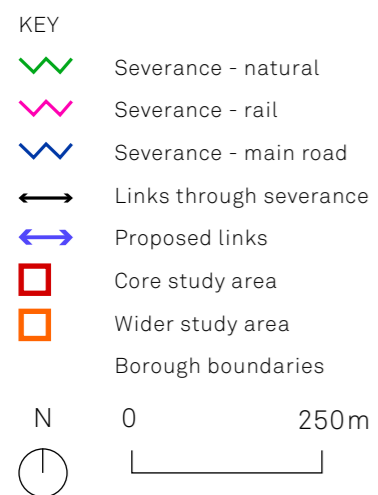 KEY
Severance - natural
Severance - rail
Severance - main road
Links through severance
Proposed links
Core study area
Wider study area
Borough boundaries
N 0 250m